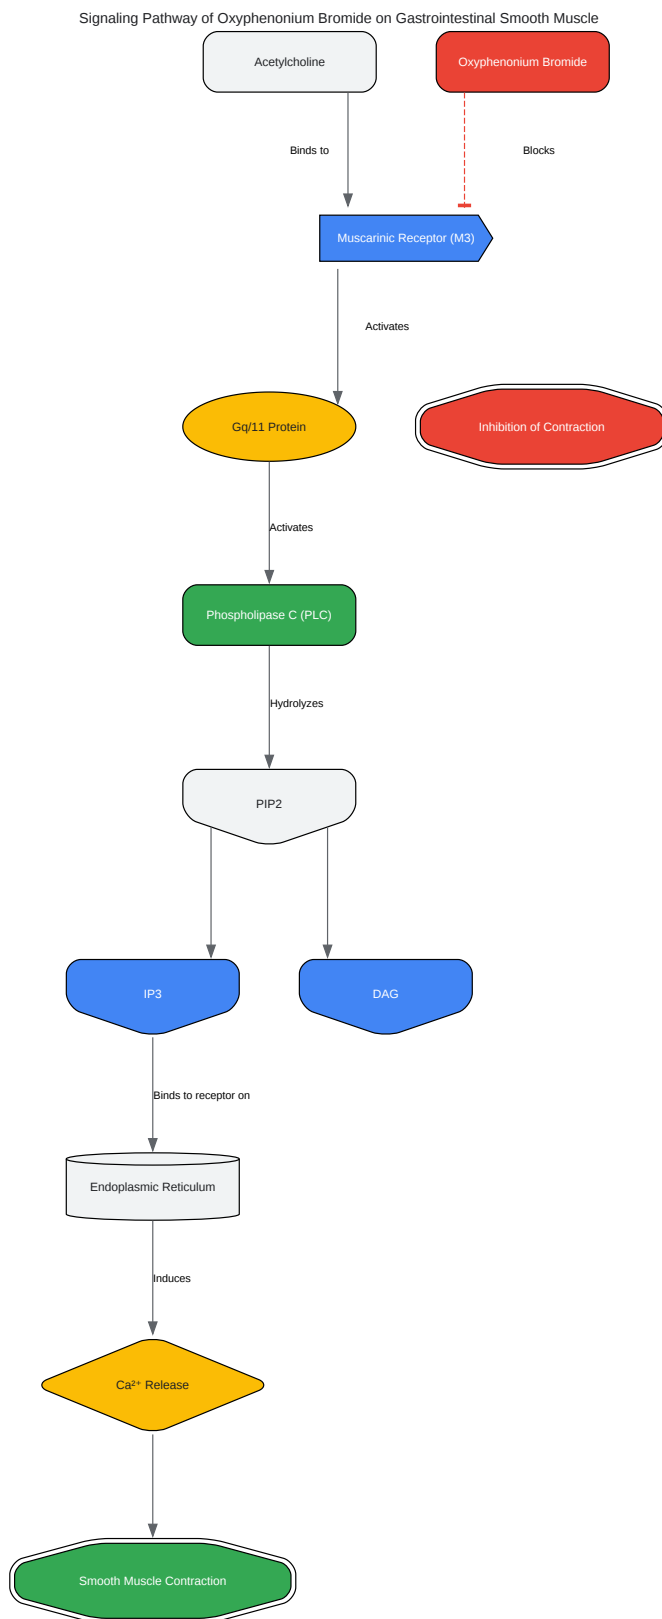 Signaling Pathway of Oxyphenonium Bromide on Gastrointestinal Smooth Muscle
Acetylcholine
Oxyphenonium Bromide
Binds to
Blocks
Muscarinic Receptor (M3)
Activates
Gq/11 Protein
Inhibition of Contraction
Activates
Phospholipase C (PLC)
Hydrolyzes
PIP2
IP3
DAG
Binds to receptor on
Endoplasmic Reticulum
Induces
Ca²⁺ Release
Smooth Muscle Contraction